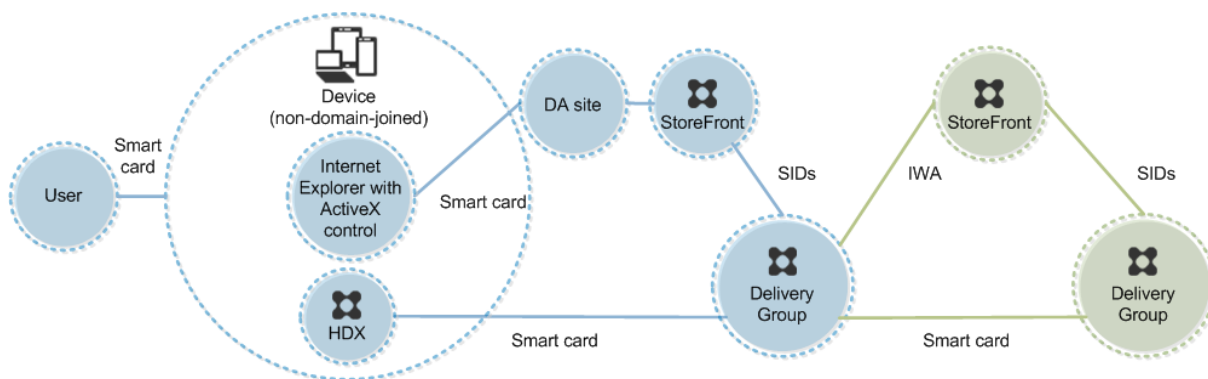 User
Smart
card
Device
(non-domain-joined)
Internet
Explorer with
ActiveX
control
HDX
Smart card
DA site
StoreFront
SIDs
Smart card
Delivery
Group
IWA
StoreFront
SIDs
Smart card
Delivery
Group